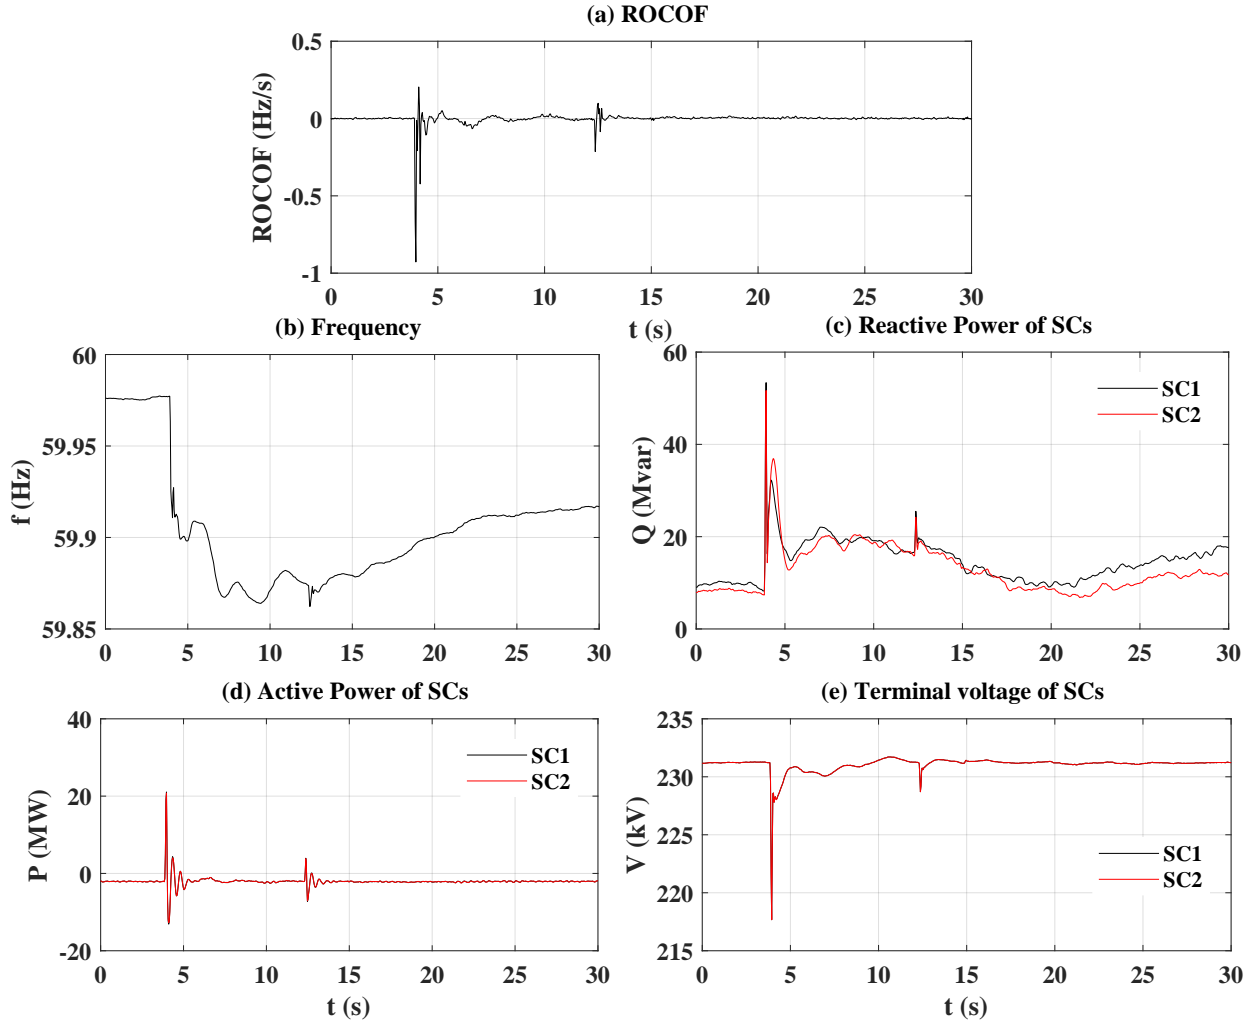 (a) ROCOF
0.5
0
-0.5
-1
ROCOF (Hz/s)
0 5 10 15 20 25 30
t (s)
(b) Frequency
60
59.95
59.9
59.85
f (Hz)
0 5 10 15 20 25 30
(c) Reactive Power of SCs
60
40
20
0
Q (Mvar)
SC1
SC2
0 5 10 15 20 25 30
(d) Active Power of SCs
40
20
0
-20
P (MW)
SC1
SC2
0 5 10 15 20 25 30
t (s)
(e) Terminal voltage of SCs
235
230
225
220
215
V (kV)
SC1
SC2
0 5 10 15 20 25 30
t (s)